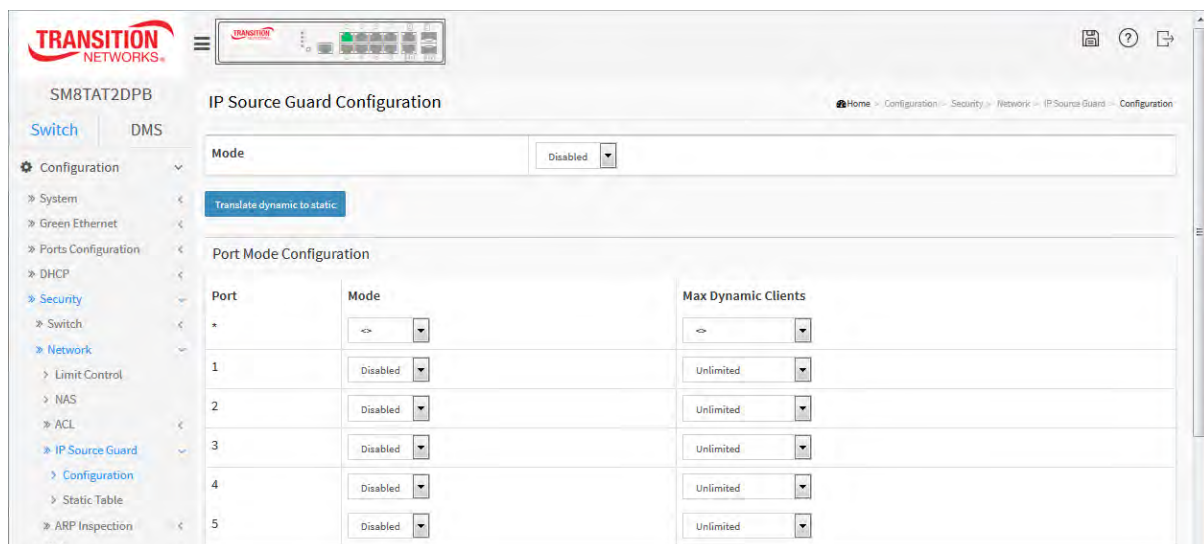 TRANSITION
NETWORKS®
TRANSITION
SM8TAT2DPB
Switch
DMS
Configuration
System
Green Ethernet
Ports Configuration
DHCP
Security
Switch
Network
Limit Control
NAS
ACL
IP Source Guard
Configuration
Static Table
ARP Inspection
IP Source Guard Configuration
Home > Configuration > Security > Network > IP Source Guard > Configuration
Mode Disabled
Translate dynamic to static
Port Mode Configuration
Port Mode Max Dynamic Clients
* <> <>
1 Disabled Unlimited
2 Disabled Unlimited
3 Disabled Unlimited
4 Disabled Unlimited
5 Disabled Unlimited